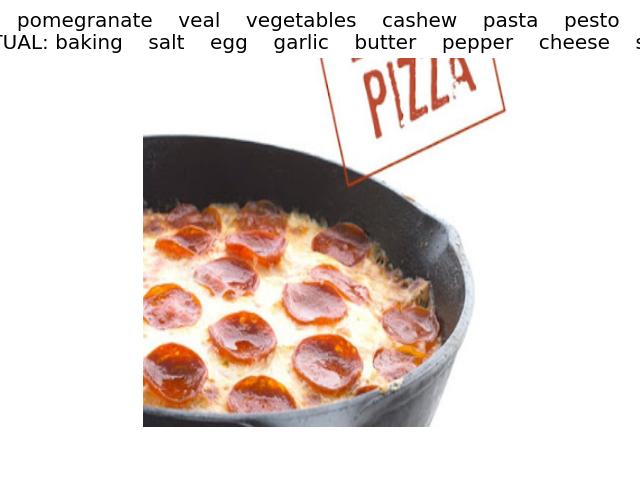 pomegranate veal vegetables cashew pasta pesto
TUAL: baking salt egg garlic butter pepper cheese
PIZZA